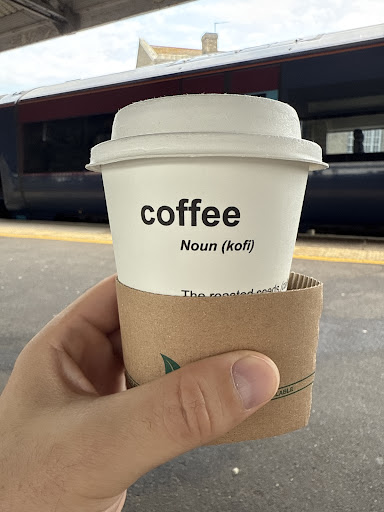 coffee
Noun (kofi)
The roasted seeds